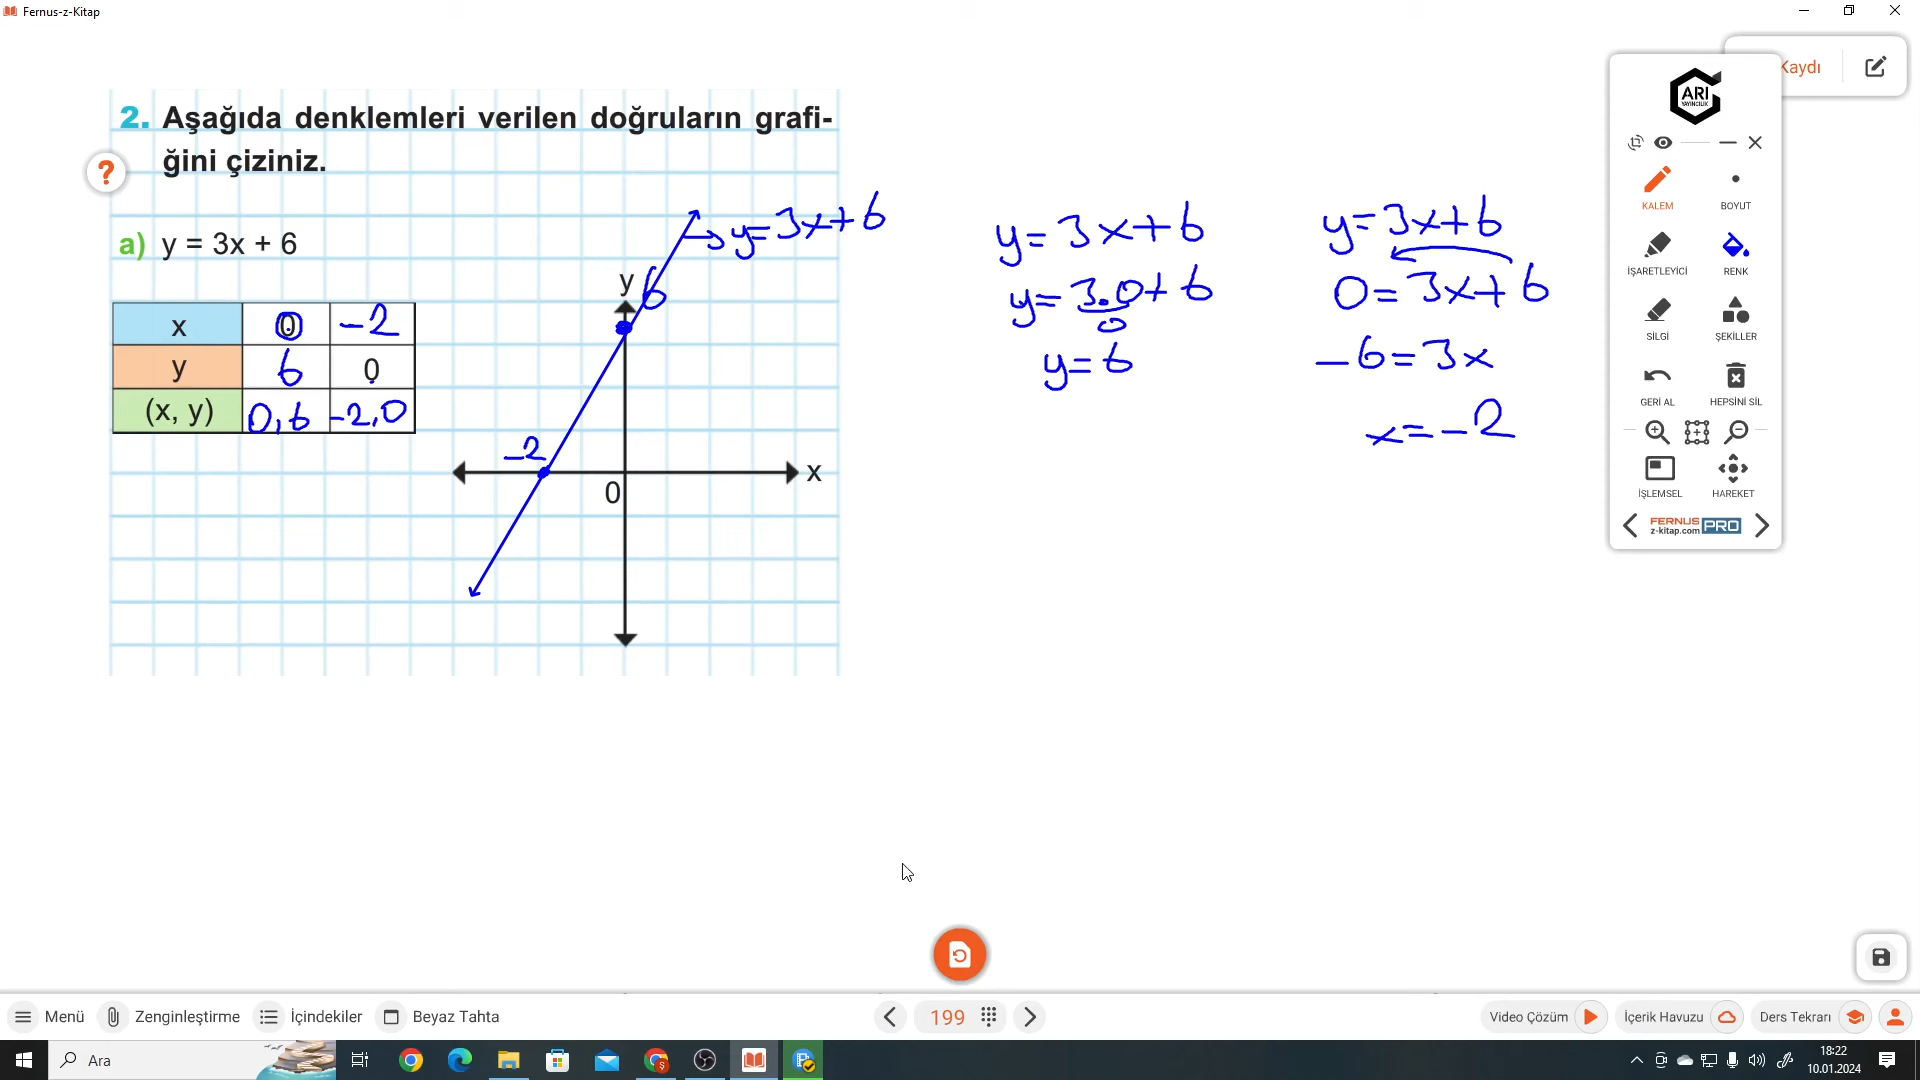 Fernus-z-Kitap
2. Aşağıda denklemleri verilen doğruların grafi-
ğini çiziniz.
a) y = 3x + 6
x 0 -2
y 6 0
(x, y) 0,6 -2,0
y=3x+6
y
6
-2
x
0
y=3x+6
y=3.0+6
0
y=6
y=3x+6
0=3x+6
-6=3x
x=-2
Kaydı
ARI
YAYINCILIK
KALEM BOYUT
İŞARETLEYİCİ RENK
SİLGİ ŞEKİLLER
GERİ AL HEPSİNİ SİL
İŞLEMSEL HAREKET
FERNUS PRO
z-kitap.com
Menü Zenginleştirme İçindekiler Beyaz Tahta 199 Video Çözüm İçerik Havuzu Ders Tekrarı
Ara
18:22
10.01.2024